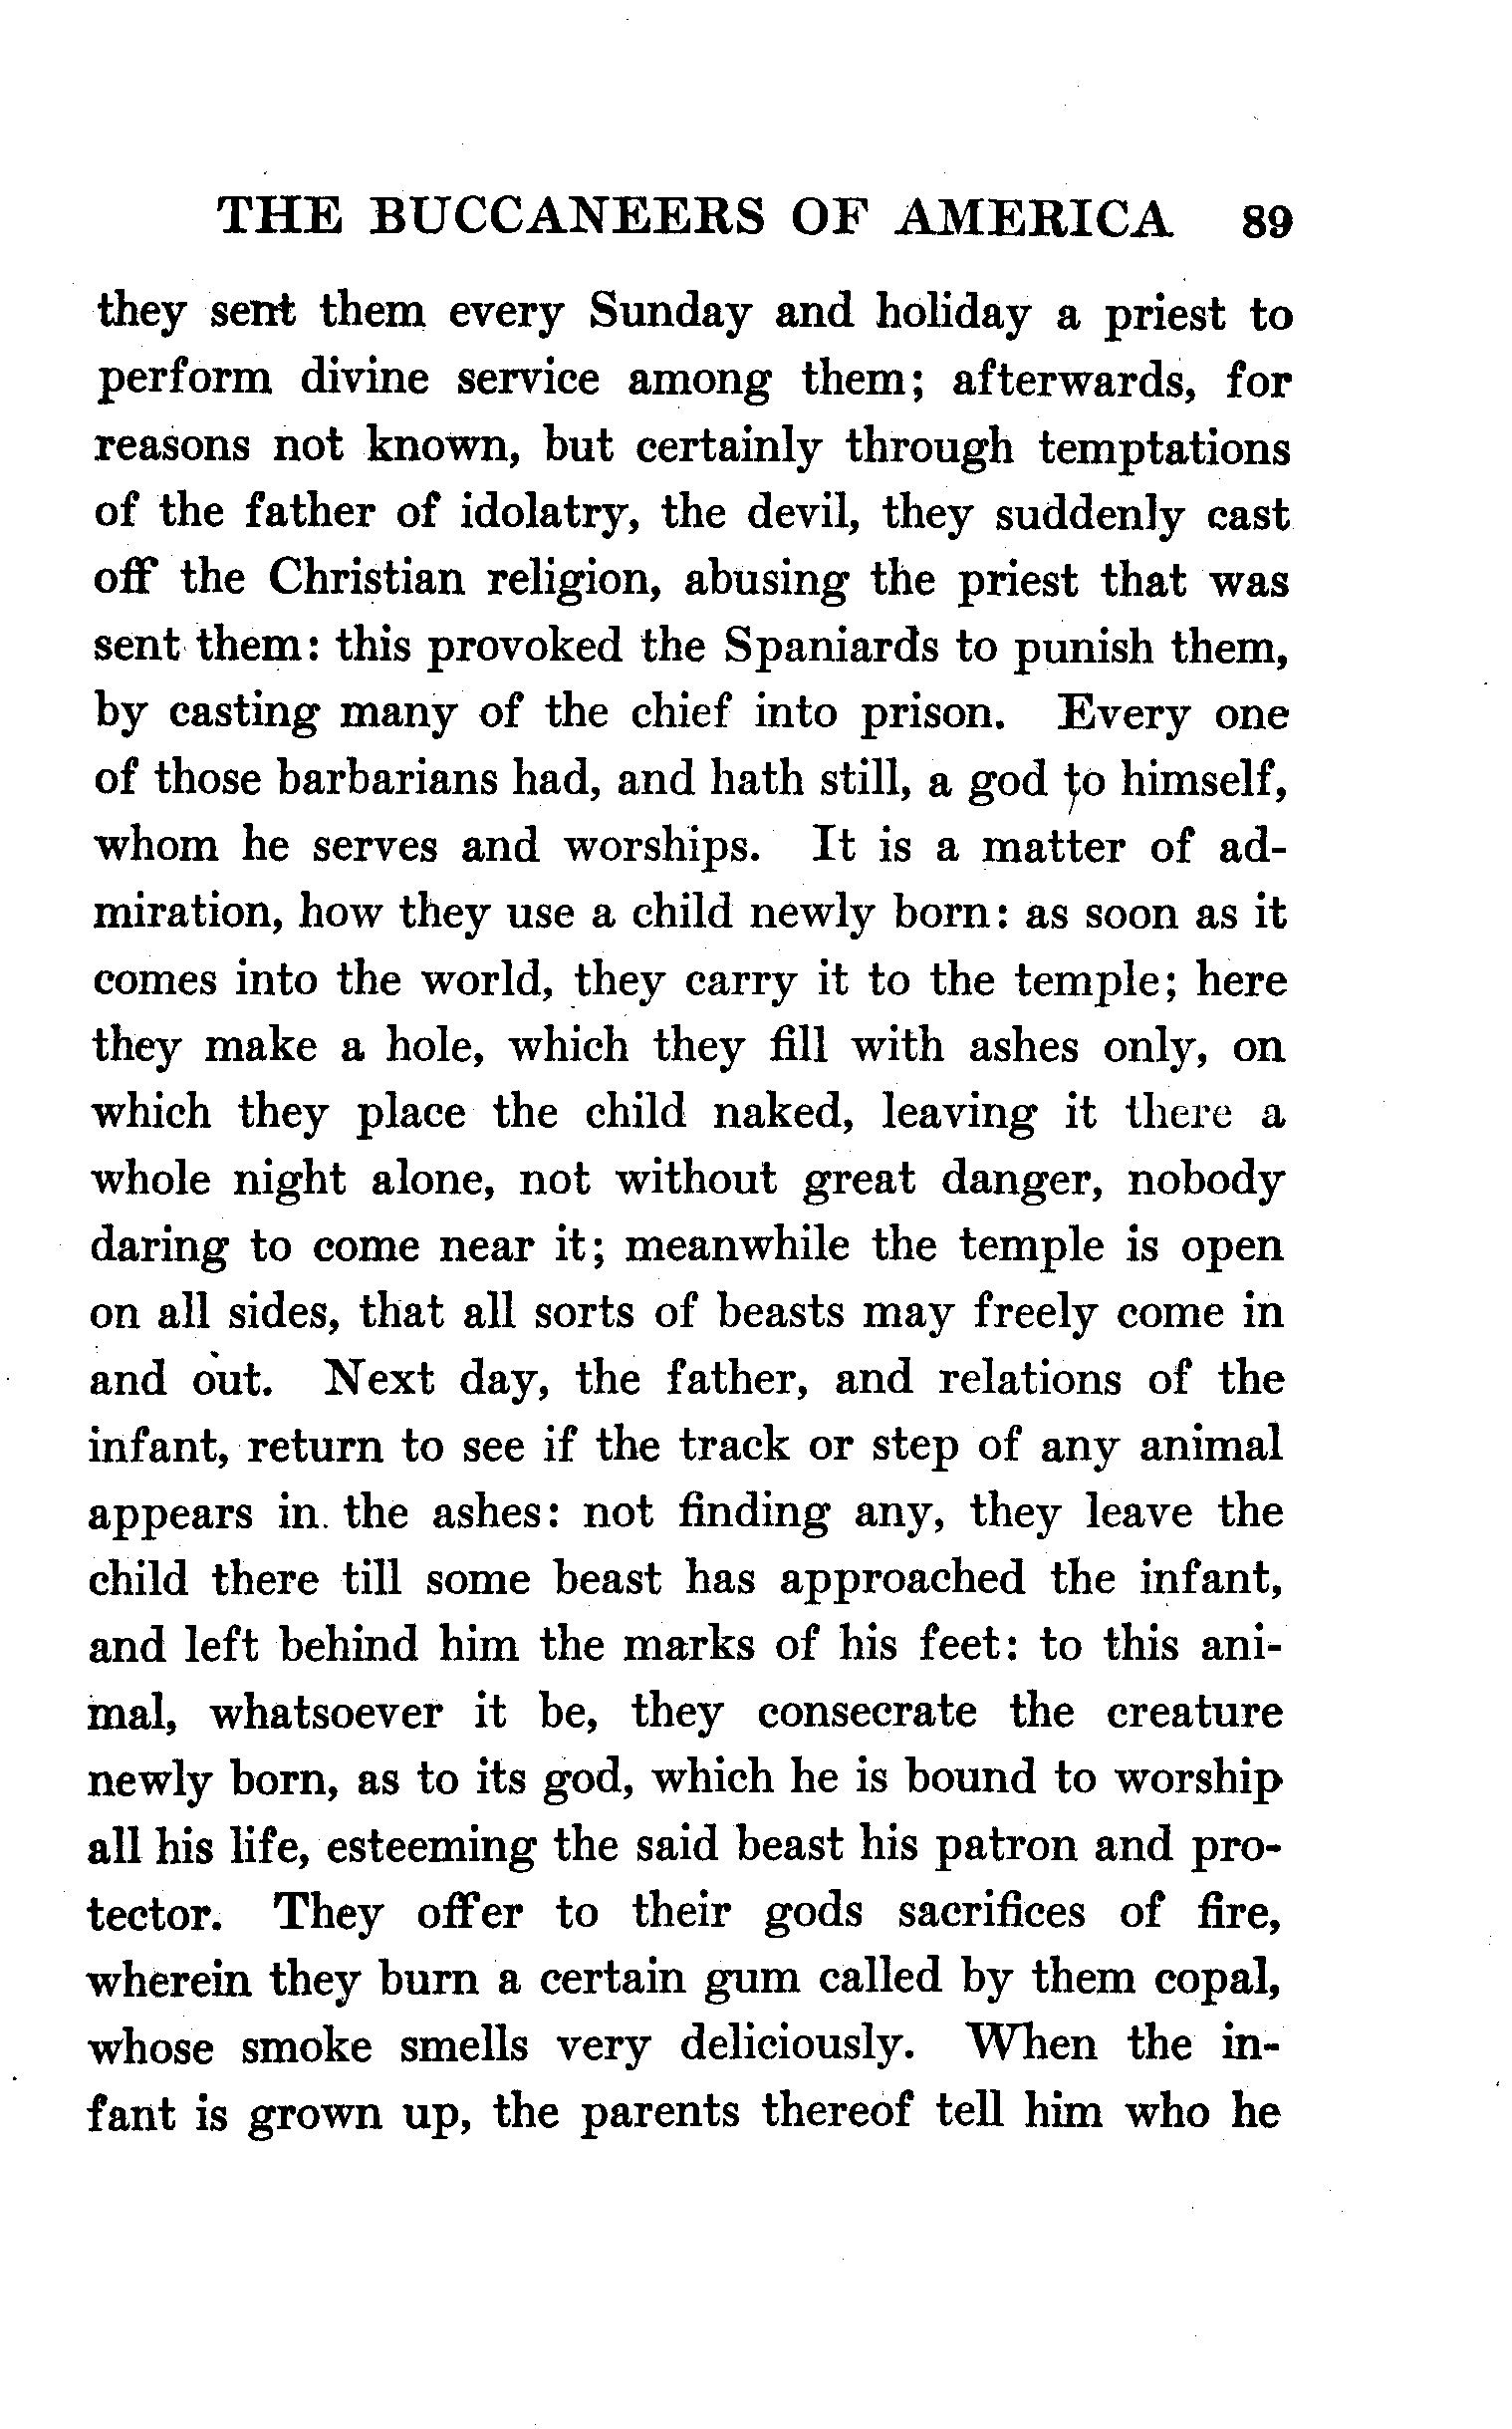 THE BUCCANEERS OF AMERICA 89
they sent them every Sunday and holiday a priest to
perform divine service among them; afterwards, for
reasons not known, but certainly through temptations
of the father of idolatry, the devil, they suddenly cast
off the Christian religion, abusing the priest that was
sent them: this provoked the Spaniards to punish them,
by casting many of the chief into prison. Every one
of those barbarians had, and hath still, a god to himself,
whom he serves and worships. It is a matter of ad-
miration, how they use a child newly born: as soon as it
comes into the world, they carry it to the temple; here
they make a hole, which they fill with ashes only, on
which they place the child naked, leaving it there a
whole night alone, not without great danger, nobody
daring to come near it; meanwhile the temple is open
on all sides, that all sorts of beasts may freely come in
and out. Next day, the father, and relations of the
infant, return to see if the track or step of any animal
appears in the ashes: not finding any, they leave the
child there till some beast has approached the infant,
and left behind him the marks of his feet: to this ani-
mal, whatsoever it be, they consecrate the creature
newly born, as to its god, which he is bound to worship
all his life, esteeming the said beast his patron and pro-
tector. They offer to their gods sacrifices of fire,
wherein they burn a certain gum called by them copal,
whose smoke smells very deliciously. When the in-
fant is grown up, the parents thereof tell him who he